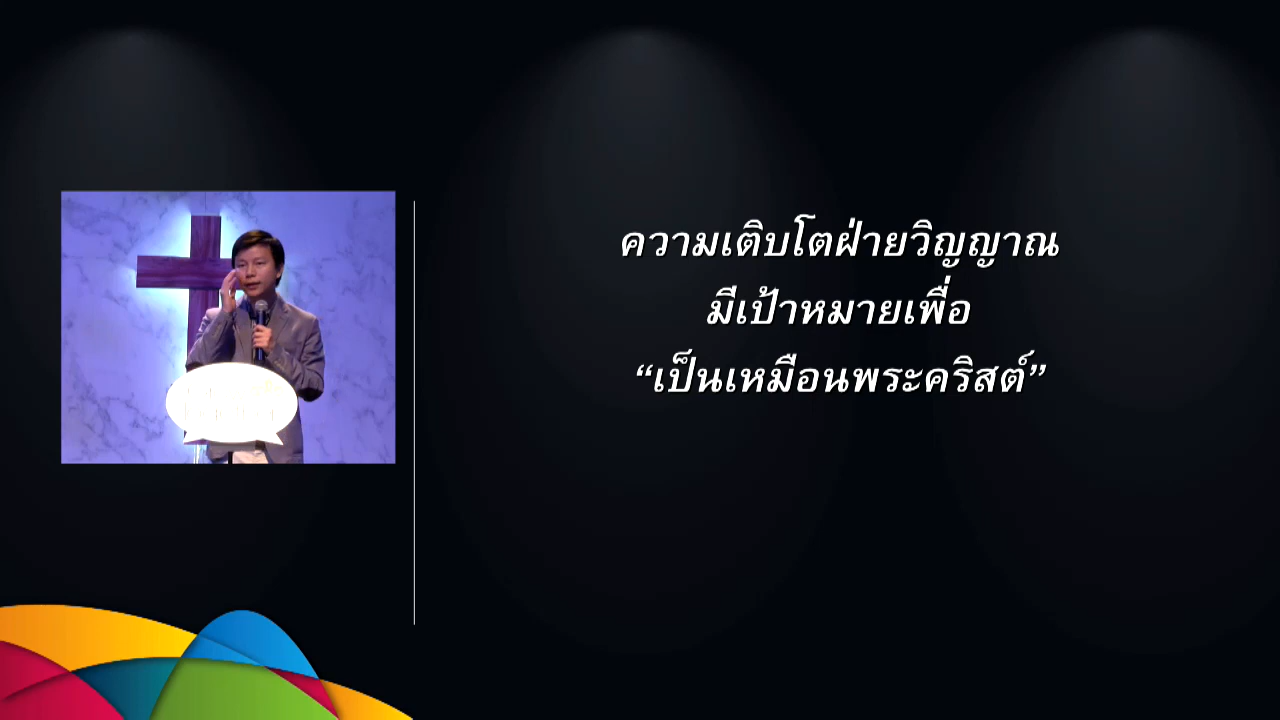 ความเติบโตฝ่ายวิญญาณ
มีเป้าหมายเพื่อ
“เป็นเหมือนพระคริสต์”